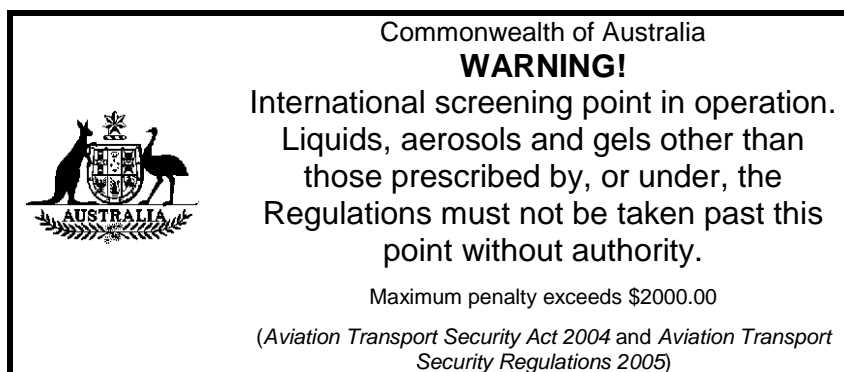 Commonwealth of Australia
WARNING!
International screening point in operation.
Liquids, aerosols and gels other than
those prescribed by, or under, the
Regulations must not be taken past this
point without authority.
AUSTRALIA
Maximum penalty exceeds $2000.00
(Aviation Transport Security Act 2004 and Aviation Transport
Security Regulations 2005)